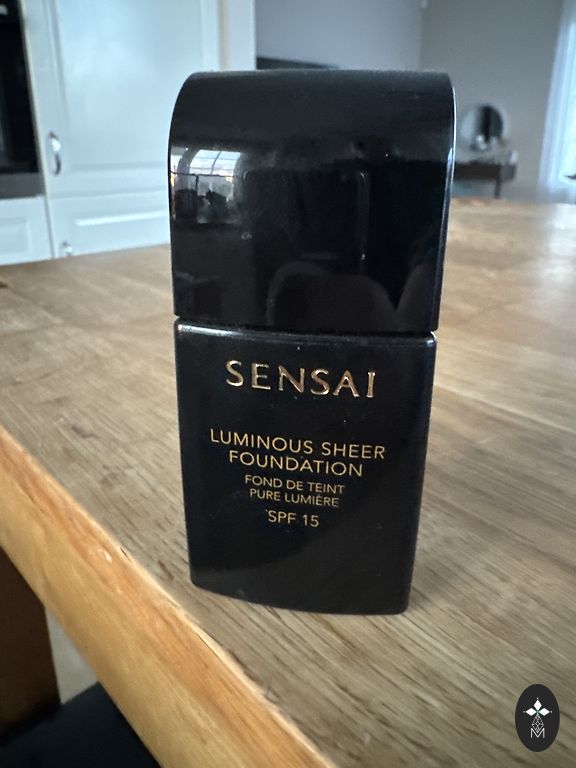 SENSAI
LUMINOUS SHEER
FOUNDATION
FOND DE TEINT
PURE LUMIÈRE
SPF 15
M